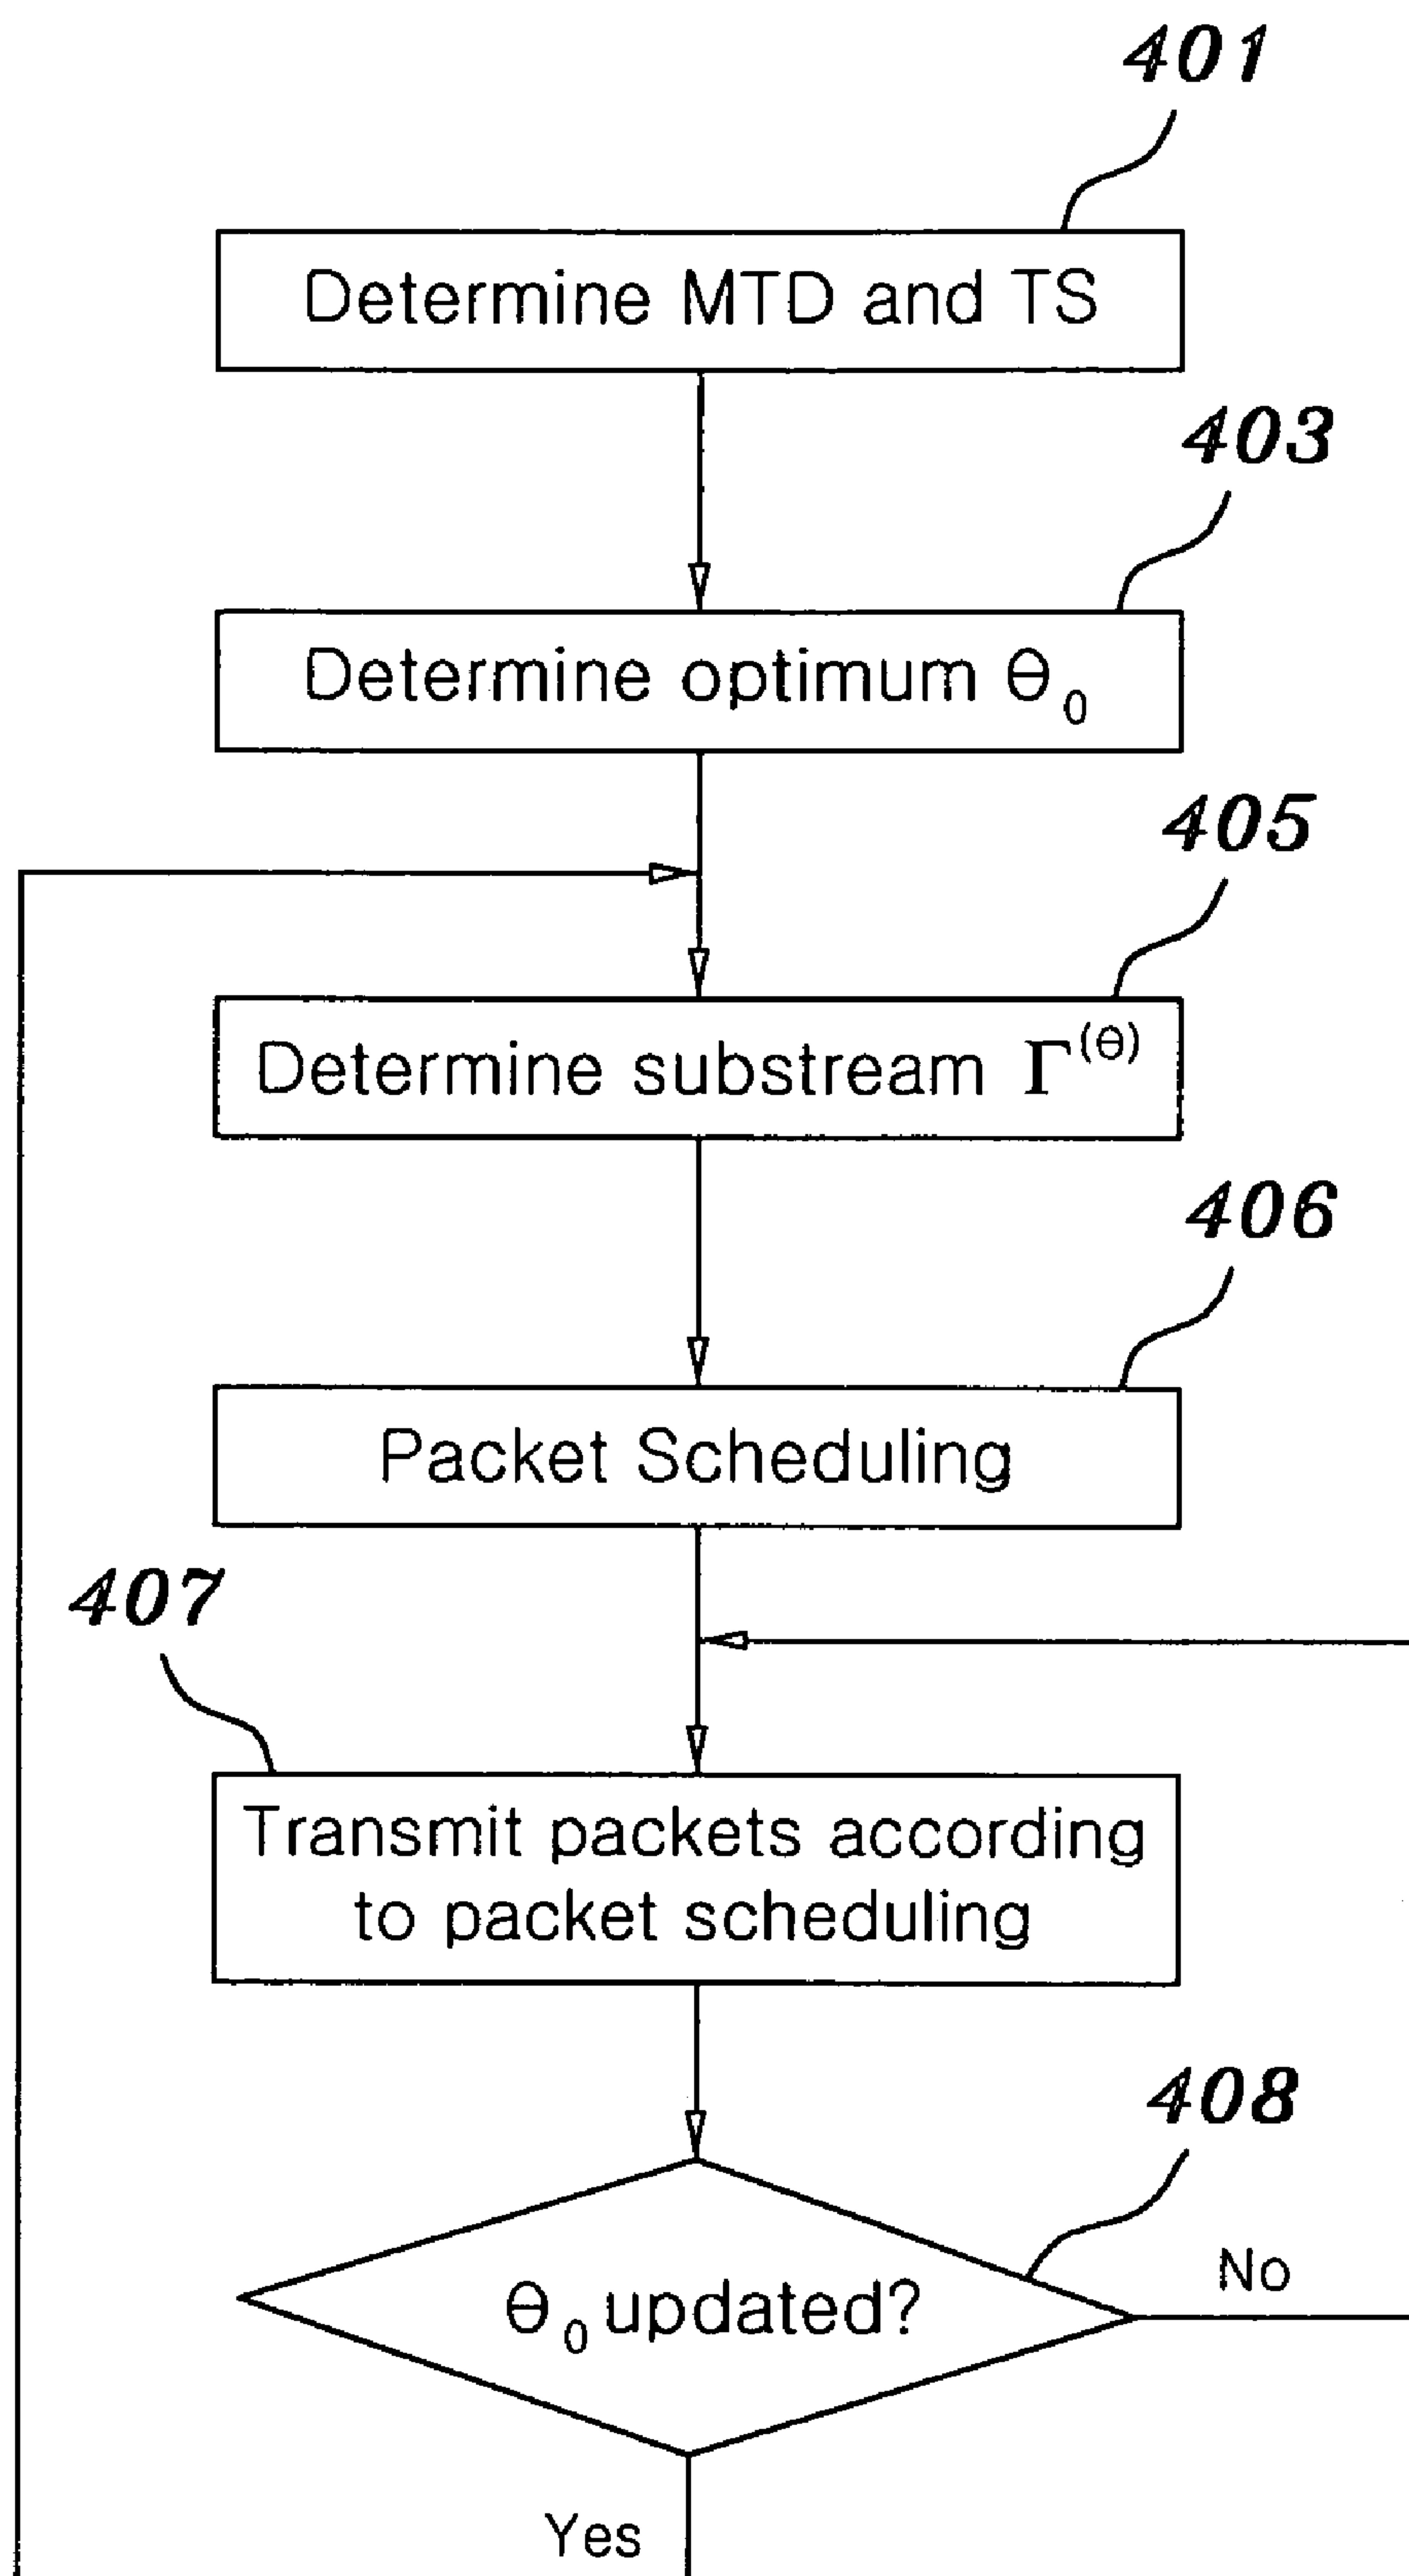 401
Determine MTD and TS
403
Determine optimum Θ₀
405
Determine substream Γ⁽ᶿ⁾
406
Packet Scheduling
407
Transmit packets according
to packet scheduling
408
Θ₀ updated?
No
Yes